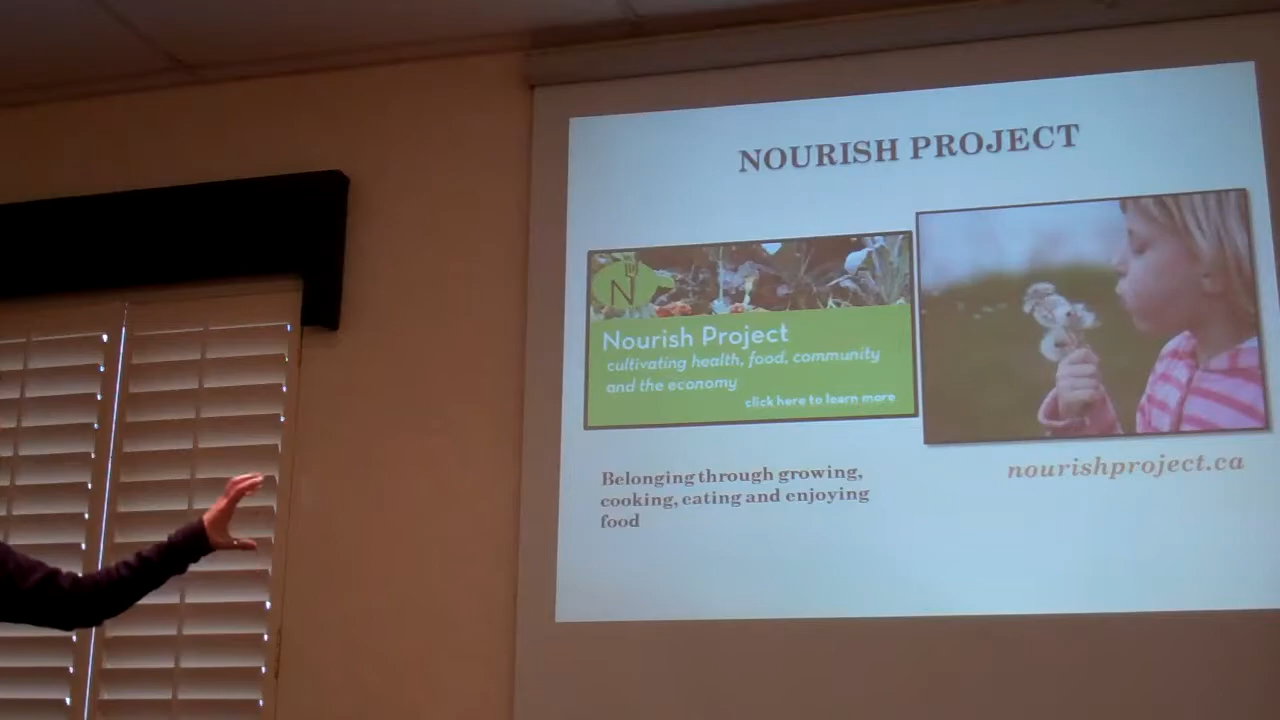 NOURISH PROJECT
N
Nourish Project
cultivating health, food, community
and the economy
click here to learn more
nourishproject.ca
Belonging through growing,
cooking, eating and enjoying
food